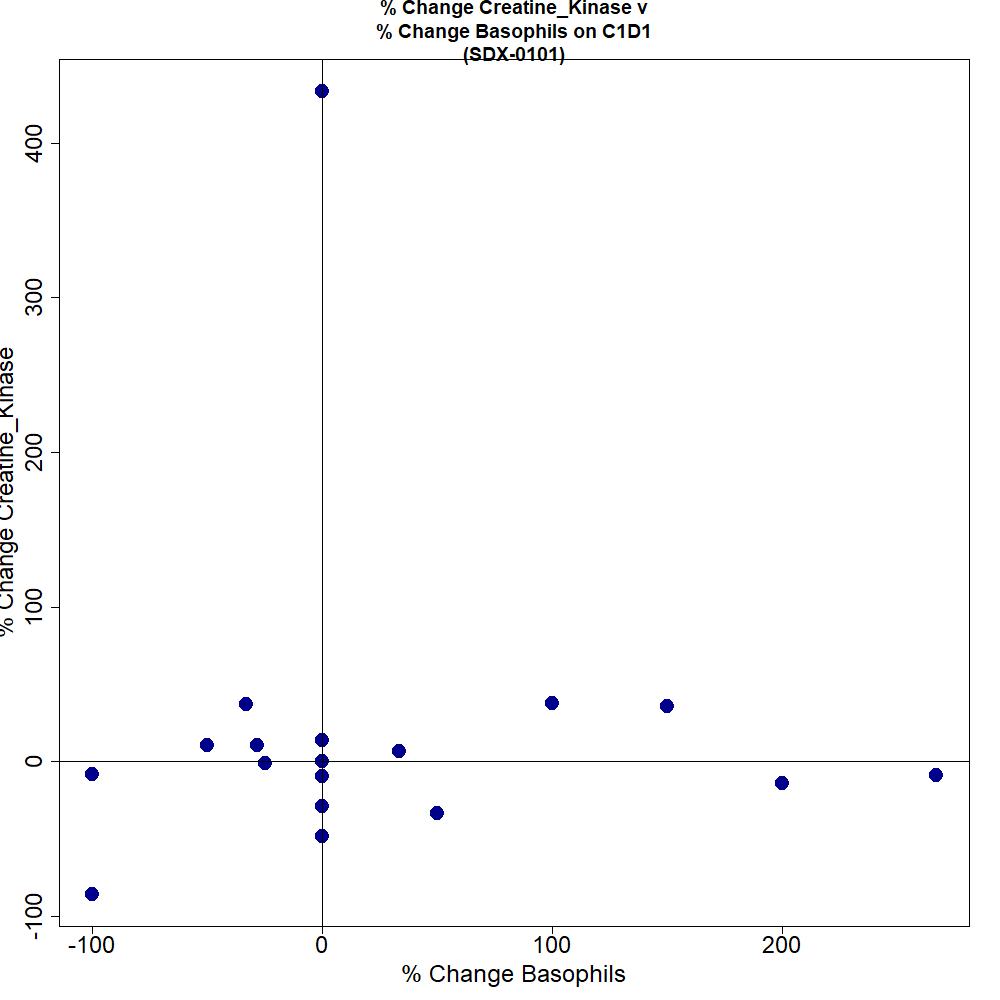 % Change Creatine_Kinase v
% Change Basophils on C1D1
(SDX-0101)
% Change Creatine_Kinase
400
300
200
100
0
-100
-100
0
100
200
% Change Basophils